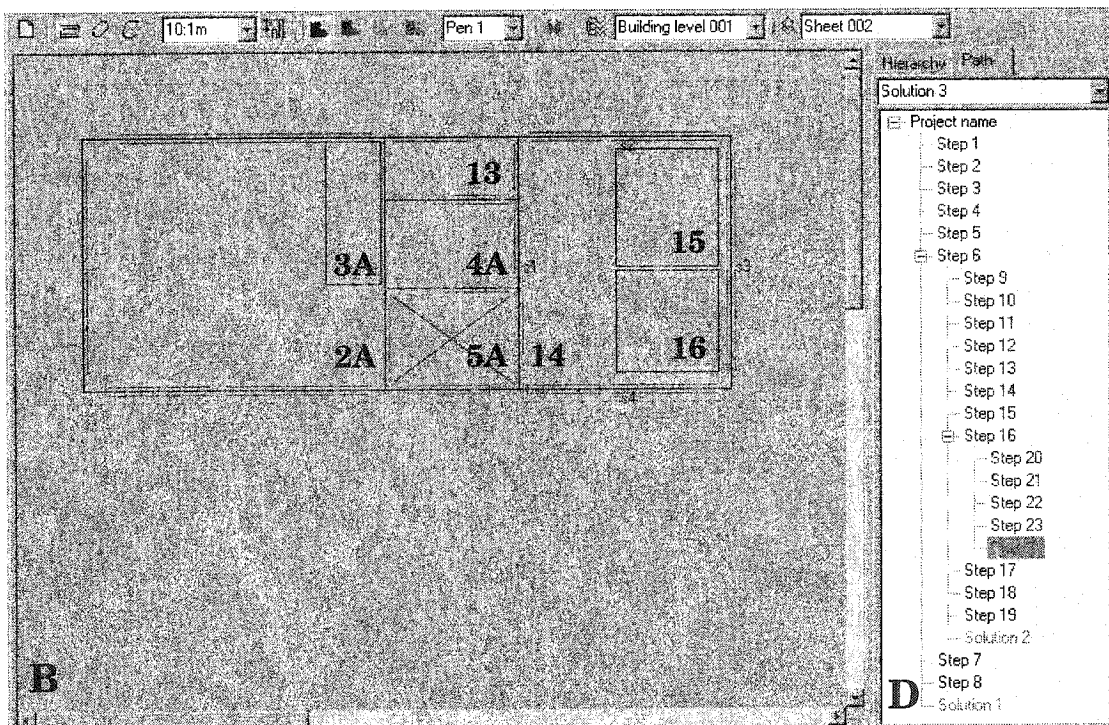 10:1m Pen 1 Building level 001 Sheet 002
Hierarchy Path
Solution 3
Project name
Step 1
Step 2
Step 3
Step 4
Step 5
Step 6
Step 9
Step 10
Step 11
Step 12
Step 13
Step 14
Step 15
Step 16
Step 20
Step 21
Step 22
Step 23
Step 17
Step 18
Step 19
Solution 2
Step 7
Step 8
Solution 1
13
15
3A 4A
2A 5A 14 16
B
D